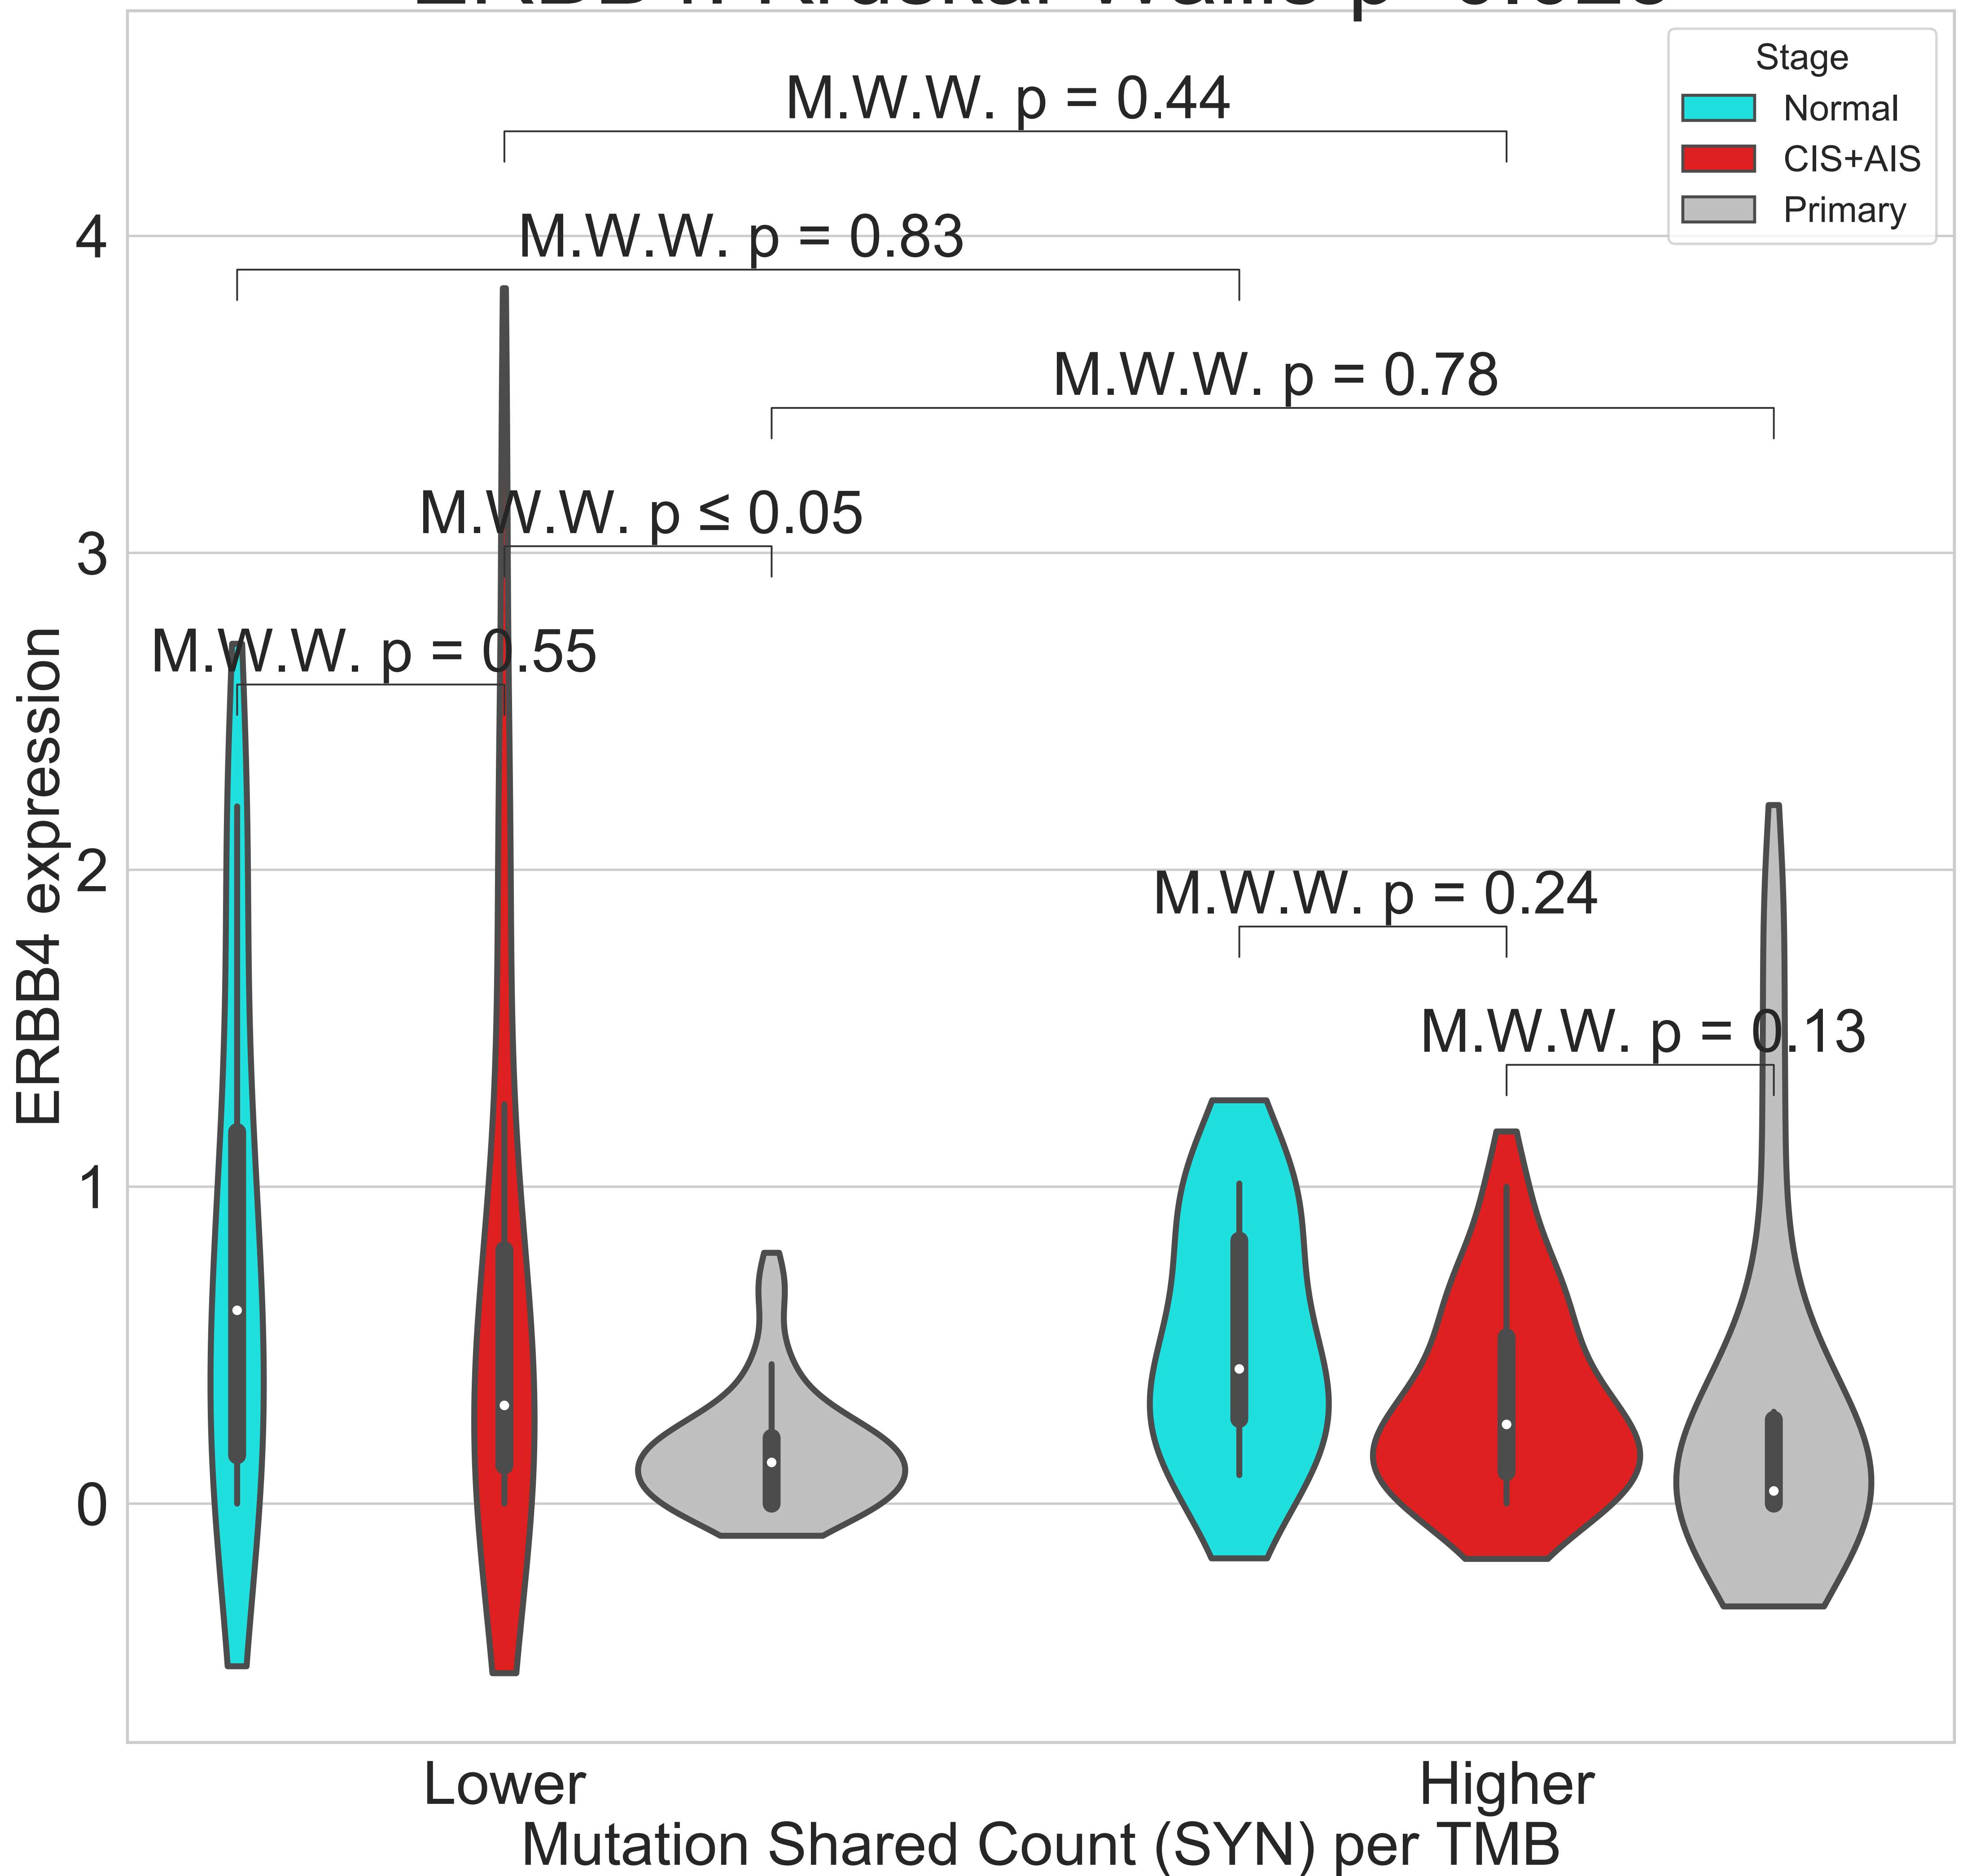 Stage
Normal
CIS+AIS
Primary
M.W.W. p = 0.44
M.W.W. p = 0.83
M.W.W. p = 0.78
M.W.W. p ≤ 0.05
M.W.W. p = 0.55
M.W.W. p = 0.24
M.W.W. p = 0.13
4
3
2
1
0
ERBB4 expression
Lower
Higher
Mutation Shared Count (SYN) per TMB